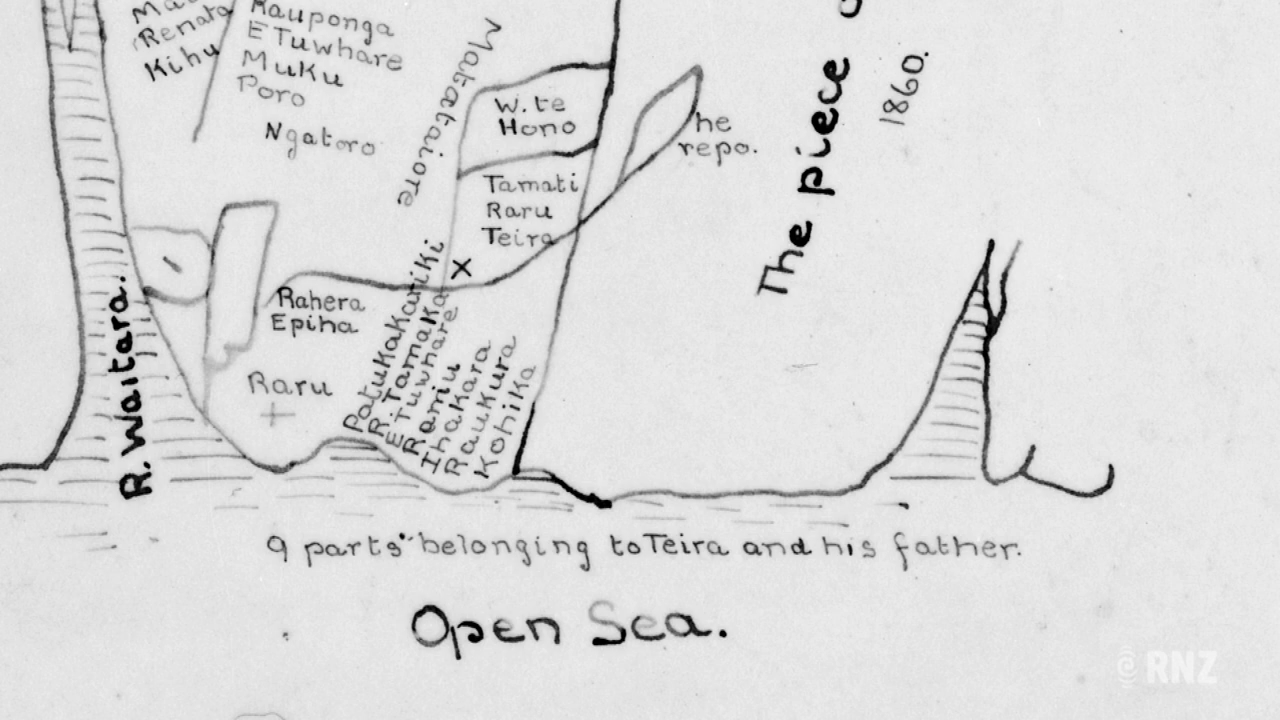 Renata
Kihu
Rauponga
E Tuwhare
Muku
Poro
Ngatoro
Matataiore
W. te
Hono
he
repo.
Tamati
Raru
Teira
x
The piece
1860.
R. Waitara.
Rahera
Epiha
Raru
Patukakariki
R. Tamaka
E Tuwhare
Ramiu
Ihakara
Raukura
Kohika
9 parts" belonging to Teira and his father.
Open Sea.
RNZ